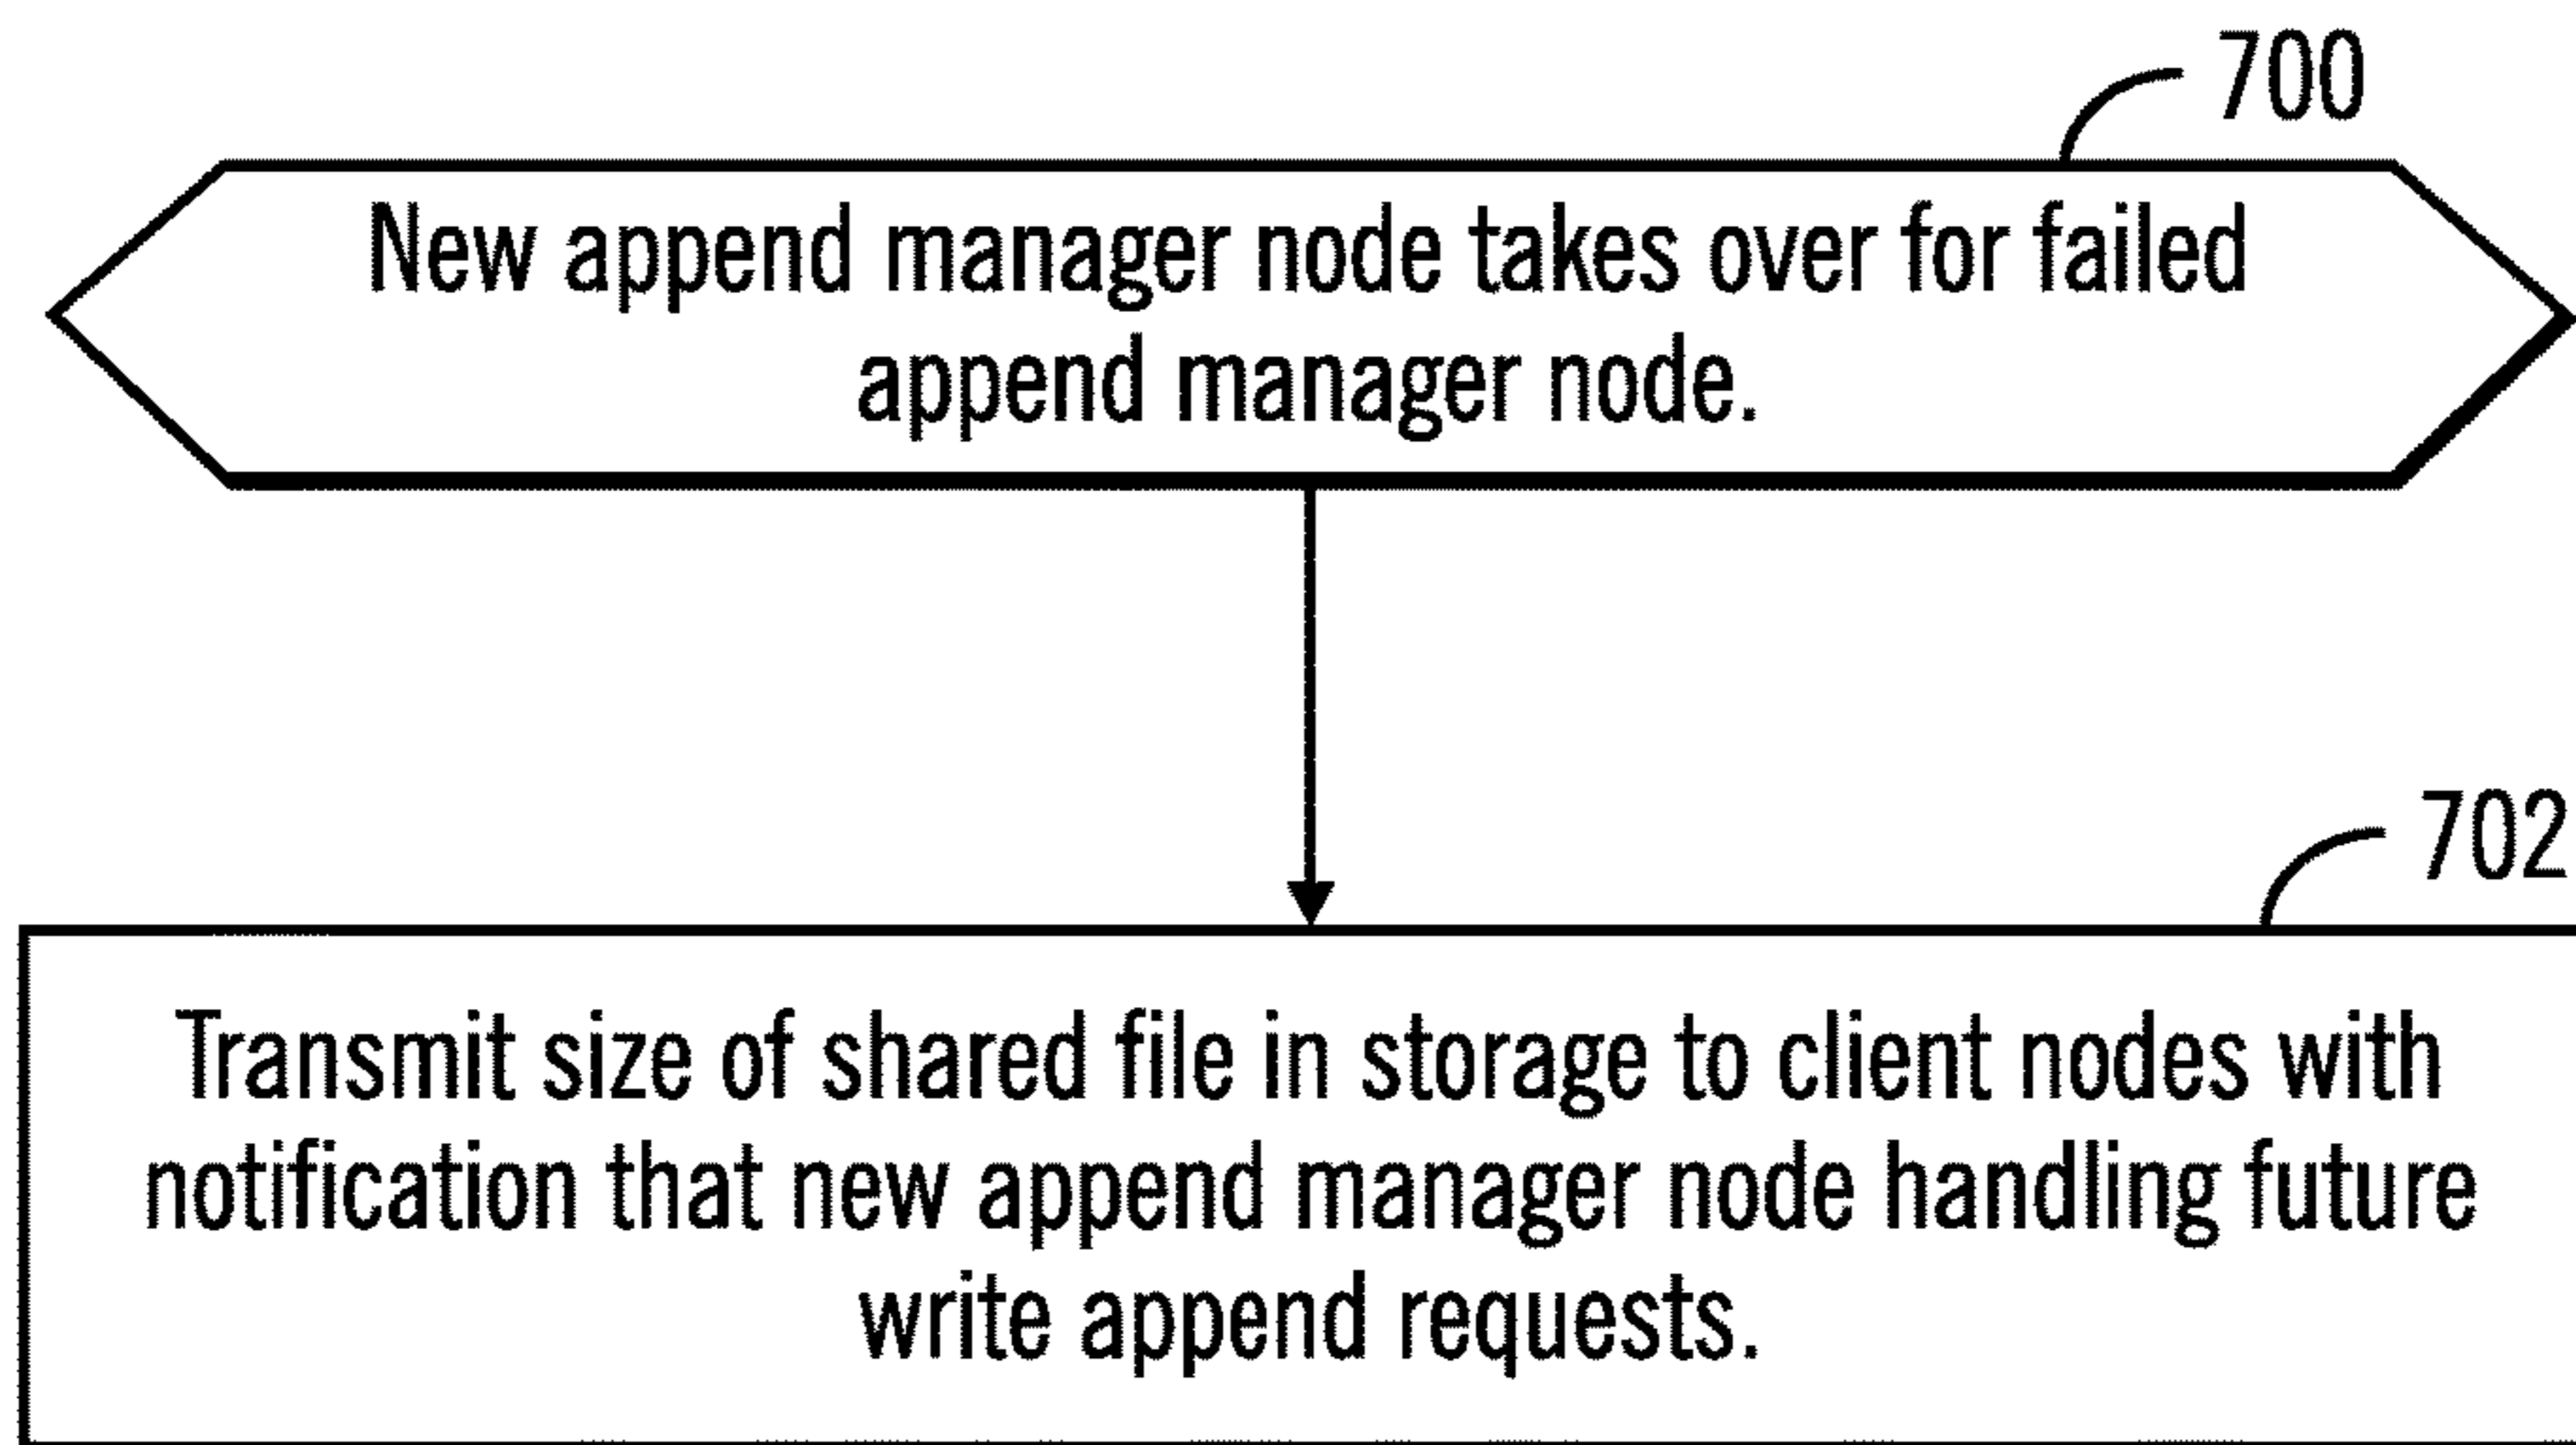 700
New append manager node takes over for failed
append manager node.
702
Transmit size of shared file in storage to client nodes with
notification that new append manager node handling future
write append requests.